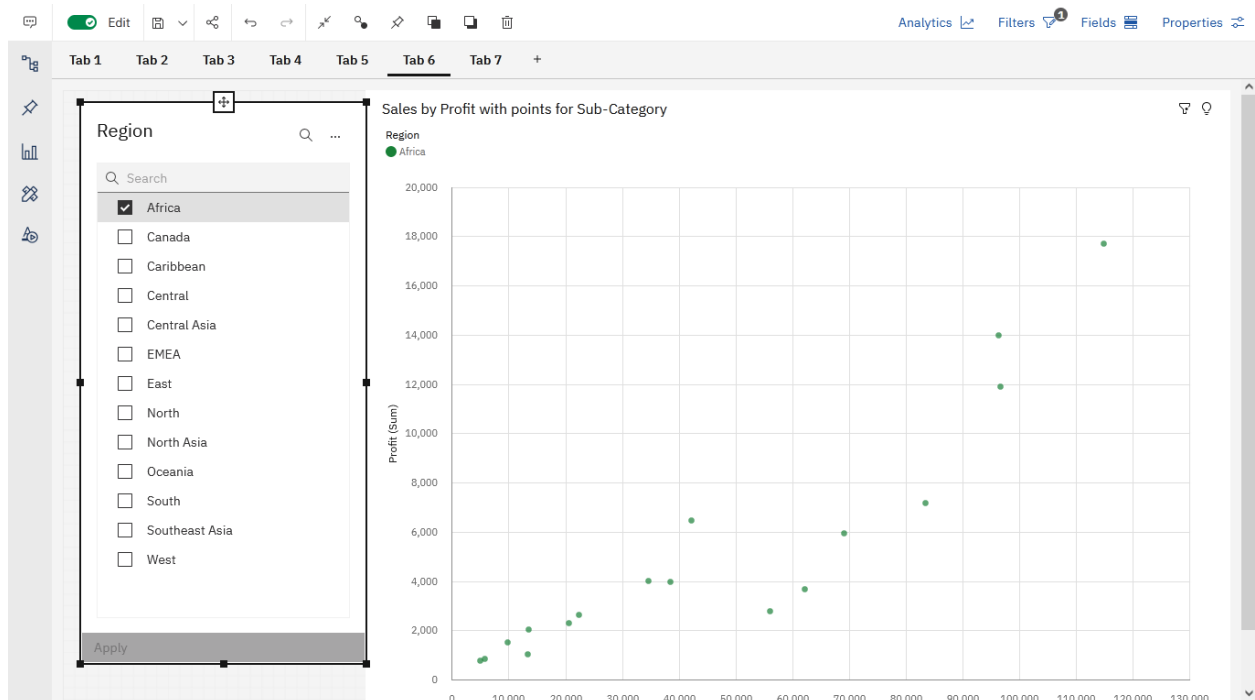 Edit
Analytics Filters 1 Fields Properties
Tab 1 Tab 2 Tab 3 Tab 4 Tab 5 Tab 6 Tab 7 +
Region
...
Search
Africa
Canada
Caribbean
Central
Central Asia
EMEA
East
North
North Asia
Oceania
South
Southeast Asia
West
Apply
Sales by Profit with points for Sub-Category
Region
Africa
Profit (Sum)
20,000
18,000
16,000
14,000
12,000
10,000
8,000
6,000
4,000
2,000
0
0 10,000 20,000 30,000 40,000 50,000 60,000 70,000 80,000 90,000 100,000 110,000 120,000 130,000